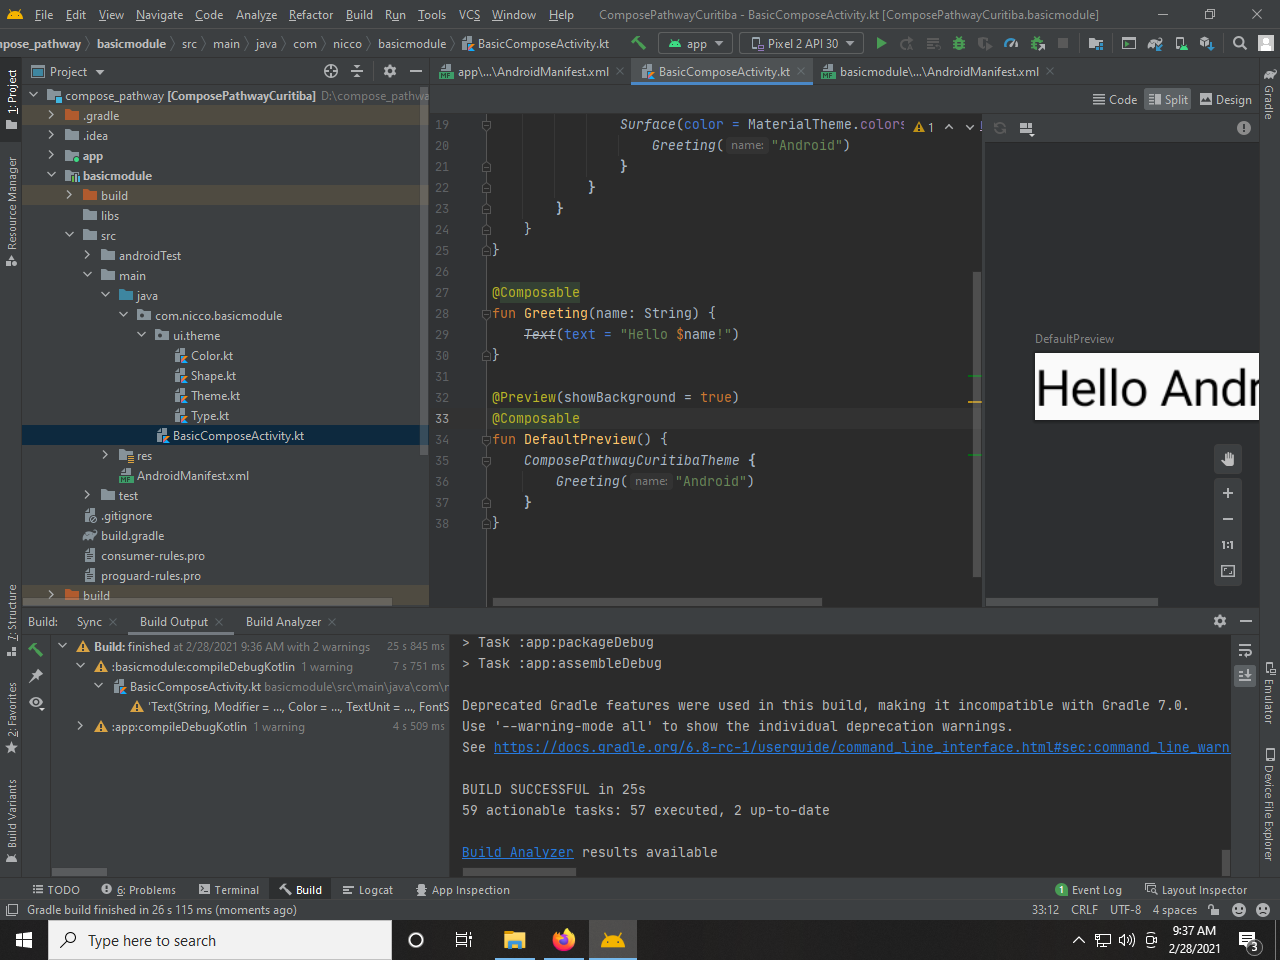 File Edit View Navigate Code Analyze Refactor Build Run Tools VCS Window Help ComposePathwayCuritiba - BasicComposeActivity.kt [ComposePathwayCuritiba.basicmodule]
npose_pathway basicmodule src main java com nicco basicmodule BasicComposeActivity.kt app Pixel 2 API 30
Project app\...\AndroidManifest.xml BasicComposeActivity.kt basicmodule\...\AndroidManifest.xml
Code Split Design
1: Project
Resource Manager
7: Structure
2: Favorites
Build Variants
compose_pathway [ComposePathwayCuritiba] D:\compose_pathwa
.gradle
.idea
app
basicmodule
build
libs
src
androidTest
main
java
com.nicco.basicmodule
ui.theme
Color.kt
Shape.kt
Theme.kt
Type.kt
BasicComposeActivity.kt
res
AndroidManifest.xml
test
.gitignore
build.gradle
consumer-rules.pro
proguard-rules.pro
build
19 Surface(color = MaterialTheme.colors 1
20 Greeting( name: "Android")
21 }
22 }
23 }
24 }
25 }
26
27 @Composable
28 fun Greeting(name: String) {
29 Text(text = "Hello $name!")
30 }
31
32 @Preview(showBackground = true)
33 @Composable
34 fun DefaultPreview() {
35 ComposePathwayCuritibaTheme {
36 Greeting( name: "Android")
37 }
38 }
DefaultPreview
Hello Andr
1:1
Gradle
Emulator
Device File Explorer
Build: Sync Build Output Build Analyzer
Build: finished at 2/28/2021 9:36 AM with 2 warnings 25 s 845 ms
:basicmodule:compileDebugKotlin 1 warning 7 s 751 ms
BasicComposeActivity.kt basicmodule\src\main\java\com\n
'Text(String, Modifier = ..., Color = ..., TextUnit = ..., FontS
:app:compileDebugKotlin 1 warning 4 s 509 ms
> Task :app:packageDebug
> Task :app:assembleDebug
Deprecated Gradle features were used in this build, making it incompatible with Gradle 7.0.
Use '--warning-mode all' to show the individual deprecation warnings.
See https://docs.gradle.org/6.8-rc-1/userguide/command_line_interface.html#sec:command_line_warn
BUILD SUCCESSFUL in 25s
59 actionable tasks: 57 executed, 2 up-to-date
Build Analyzer results available
TODO 6: Problems Terminal Build Logcat App Inspection 1 Event Log Layout Inspector
Gradle build finished in 26 s 115 ms (moments ago) 33:12 CRLF UTF-8 4 spaces
Type here to search
9:37 AM
2/28/2021
3